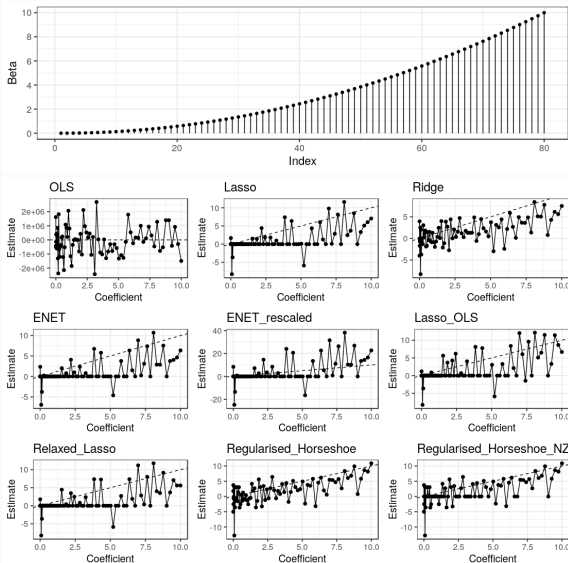 10
8
6
4
2
0
Beta
0 20 40 60 80
Index
OLS Lasso Ridge
2e+06
1e+06
0e+00
-1e+06
-2e+06
Estimate
0.0 2.5 5.0 7.5 10.0
Coefficient
10
5
0
-5
Estimate
0.0 2.5 5.0 7.5 10.0
Coefficient
5
0
-5
Estimate
0.0 2.5 5.0 7.5 10.0
Coefficient
ENET ENET_rescaled Lasso_OLS
10
5
0
-5
Estimate
0.0 2.5 5.0 7.5 10.0
Coefficient
40
20
0
-20
Estimate
0.0 2.5 5.0 7.5 10.0
Coefficient
10
5
0
-5
Estimate
0.0 2.5 5.0 7.5 10.0
Coefficient
Relaxed_Lasso Regularised_Horseshoe Regularised_Horseshoe_NZ
10
5
0
-5
Estimate
0.0 2.5 5.0 7.5 10.0
Coefficient
10
5
0
-5
-10
Estimate
0.0 2.5 5.0 7.5 10.0
Coefficient
10
5
0
-5
-10
Estimate
0.0 2.5 5.0 7.5 10.0
Coefficient